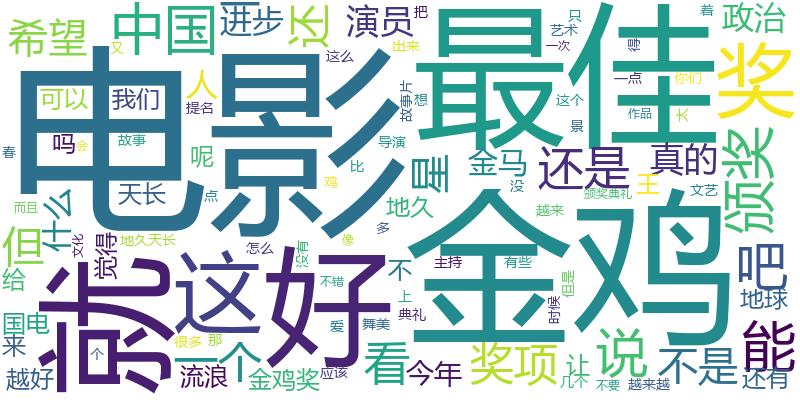 希望
中国
进步
还
演员
把
出来
只
艺术
一次
着
得
政治
又
这么
电影
最佳
奖
可以
我们
人
提名
故事片
想
这个
一点
你们
作品
太
景
春
吗
会
故事
呢
导演
比
星
金马
没
还是
真的
颁奖
天长
点
鸡
什么
地久
越来
颁奖典礼
王
文艺
而且
但
文化
觉得
地久天长
怎么
没有
像
多
不
主持
有些
时候
但是
吧
金鸡
就
这
好
给
不错
上
爱
舞美
典礼
地球
国电
来
个
很多
那
一个
看
奖项
让
说
不是
能
越好
流浪
金鸡奖
应该
今年
几个
不要
越来越
还有